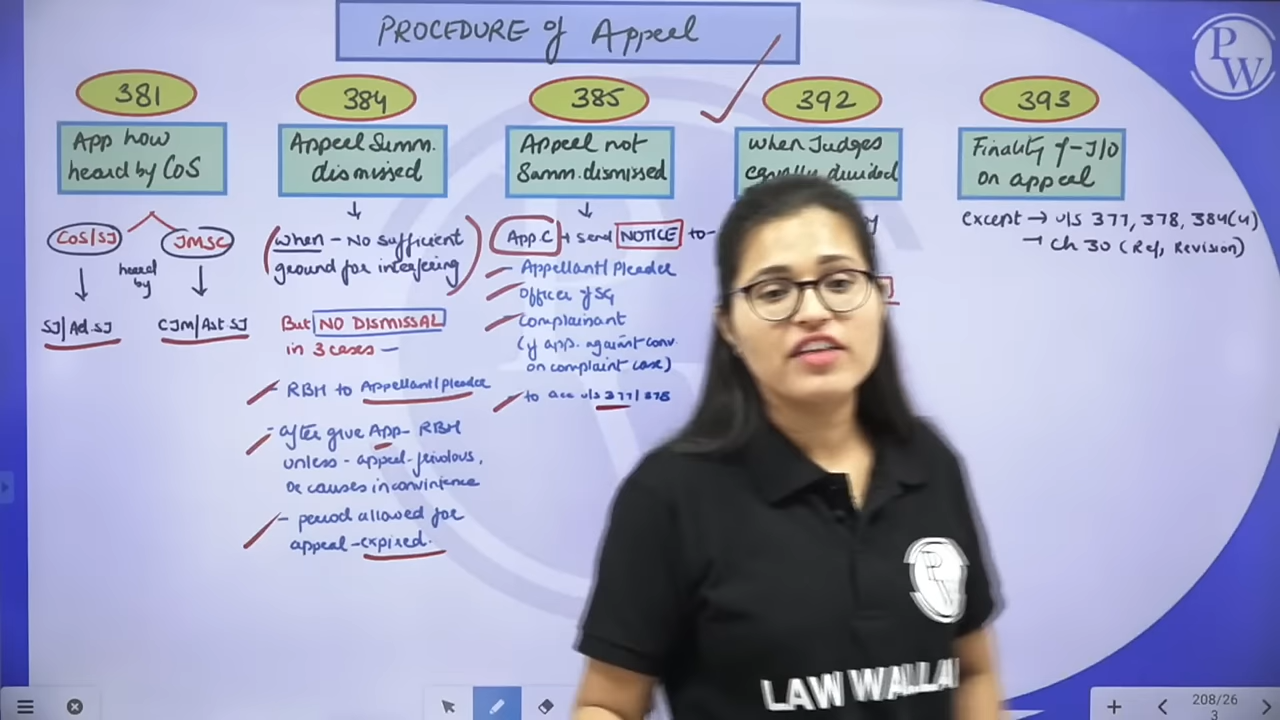 PROCEDURE of Appeal
PW
381
App how
heard by CoS
CoS/SJ
JMSC
heard
by
SJ/Ad.SJ
CJM/Ast SJ
384
Appeal Summ.
dismissed
(when - No sufficient
ground for interfering)
But NO DISMISSAL
in 3 cases -
- RBH to Appellant/pleader
- after give App- RBH
unless - appeal-frivolous,
or causes inconvinience
- period allowed for
appeal-expired.
385
Appeal not
Summ. dismissed
App.C → send NOTICE to-
- Appellant/Pleader
- officer of SG
- Complainant
(if app. against conv.
on complaint case)
- to acc u/s 377/378
392
when Judges
equally divided
393
Finality of J/O
on appeal
except → u/s 377, 378, 384(4)
→ Ch 30 (Ref, Revision)
PW
LAW WALLA
208/26
3